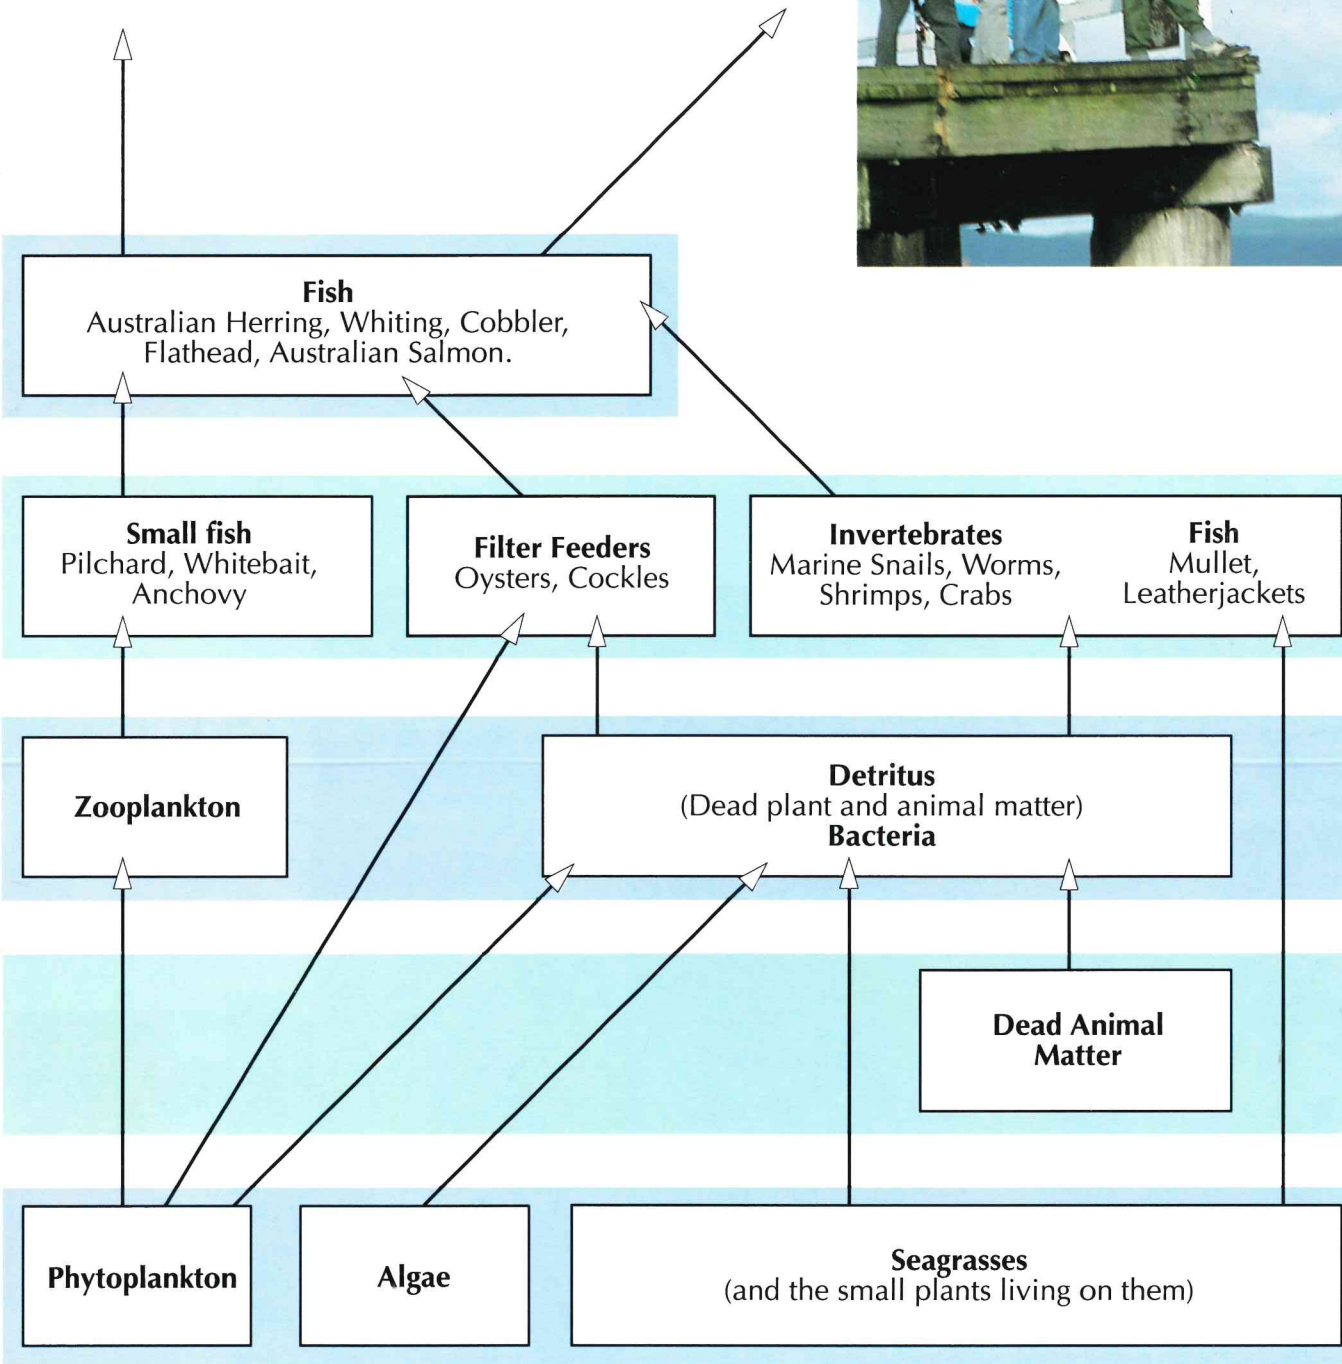 Fish
Australian Herring, Whiting, Cobbler,
Flathead, Australian Salmon.
Small fish
Pilchard, Whitebait,
Anchovy
Filter Feeders
Oysters, Cockles
Invertebrates
Marine Snails, Worms,
Shrimps, Crabs
Fish
Mullet,
Leatherjackets
Zooplankton
Detritus
(Dead plant and animal matter)
Bacteria
Dead Animal
Matter
Phytoplankton
Algae
Seagrasses
(and the small plants living on them)